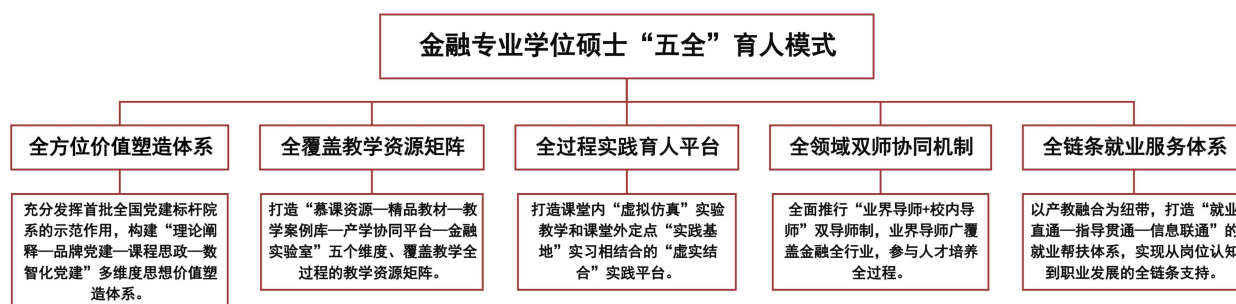 金融专业学位硕士“五全”育人模式
全方位价值塑造体系
充分发挥首批全国党建标杆院
系的示范作用，构建“理论阐
释—品牌党建—课程思政—数
智化党建”多维度思想价值塑
造体系。
全覆盖教学资源矩阵
打造“慕课资源—精品教材—教
学案例库—产学协同平台—金融
实验室”五个维度、覆盖教学全
过程的教学资源矩阵。
全过程实践育人平台
打造课堂内“虚拟仿真”实验
教学和课堂外定点“实践基
地”实习相结合的“虚实结
合”实践平台。
全领域双师协同机制
全面推行“业界导师+校内导
师”双导师制，业界导师广覆
盖金融全行业，参与人才培养
全过程。
全链条就业服务体系
以产教融合为纽带，打造“就业
直通—指导贯通—信息联通”的
就业帮扶体系，实现从岗位认知
到职业发展的全链条支持。